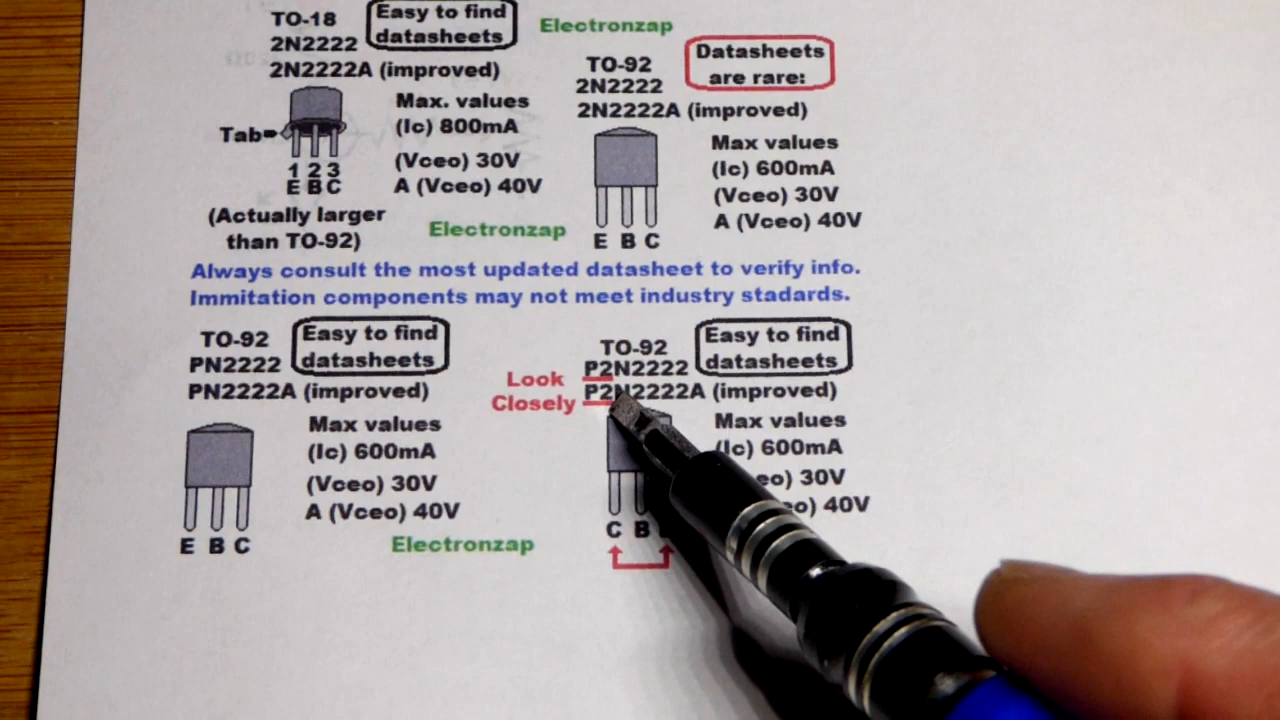 TO-18
2N2222
2N2222A (improved)
Easy to find
datasheets
Electronzap
Tab
1 2 3
E B C
(Actually larger
than TO-92)
Max. values
(Ic) 800mA
(Vceo) 30V
A (Vceo) 40V
Electronzap
TO-92
2N2222
2N2222A (improved)
Datasheets
are rare:
E B C
Max values
(Ic) 600mA
(Vceo) 30V
A (Vceo) 40V
Always consult the most updated datasheet to verify info.
Immitation components may not meet industry stadards.
TO-92
PN2222
PN2222A (improved)
Easy to find
datasheets
E B C
Max values
(Ic) 600mA
(Vceo) 30V
A (Vceo) 40V
Electronzap
Look
Closely
TO-92
P2N2222
P2N2222A (improved)
Easy to find
datasheets
C B
Max values
(Ic) 600mA
30V
40V